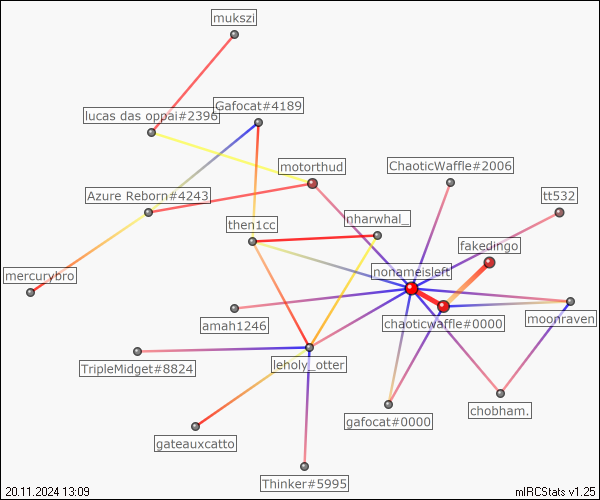 mukszi
Gafocat#4189
lucas das oppai#2396
motorthud
ChaoticWaffle#2006
Azure Reborn#4243
tt532
nharwhal_
then1cc
fakedingo
mercurybro
nonameisleft
amah1246
chaoticwaffle#0000
moonraven
TripleMidget#8824
leholy_otter
chobham.
gafocat#0000
gateauxcatto
Thinker#5995
20.11.2024 13:09
mIRCStats v1.25